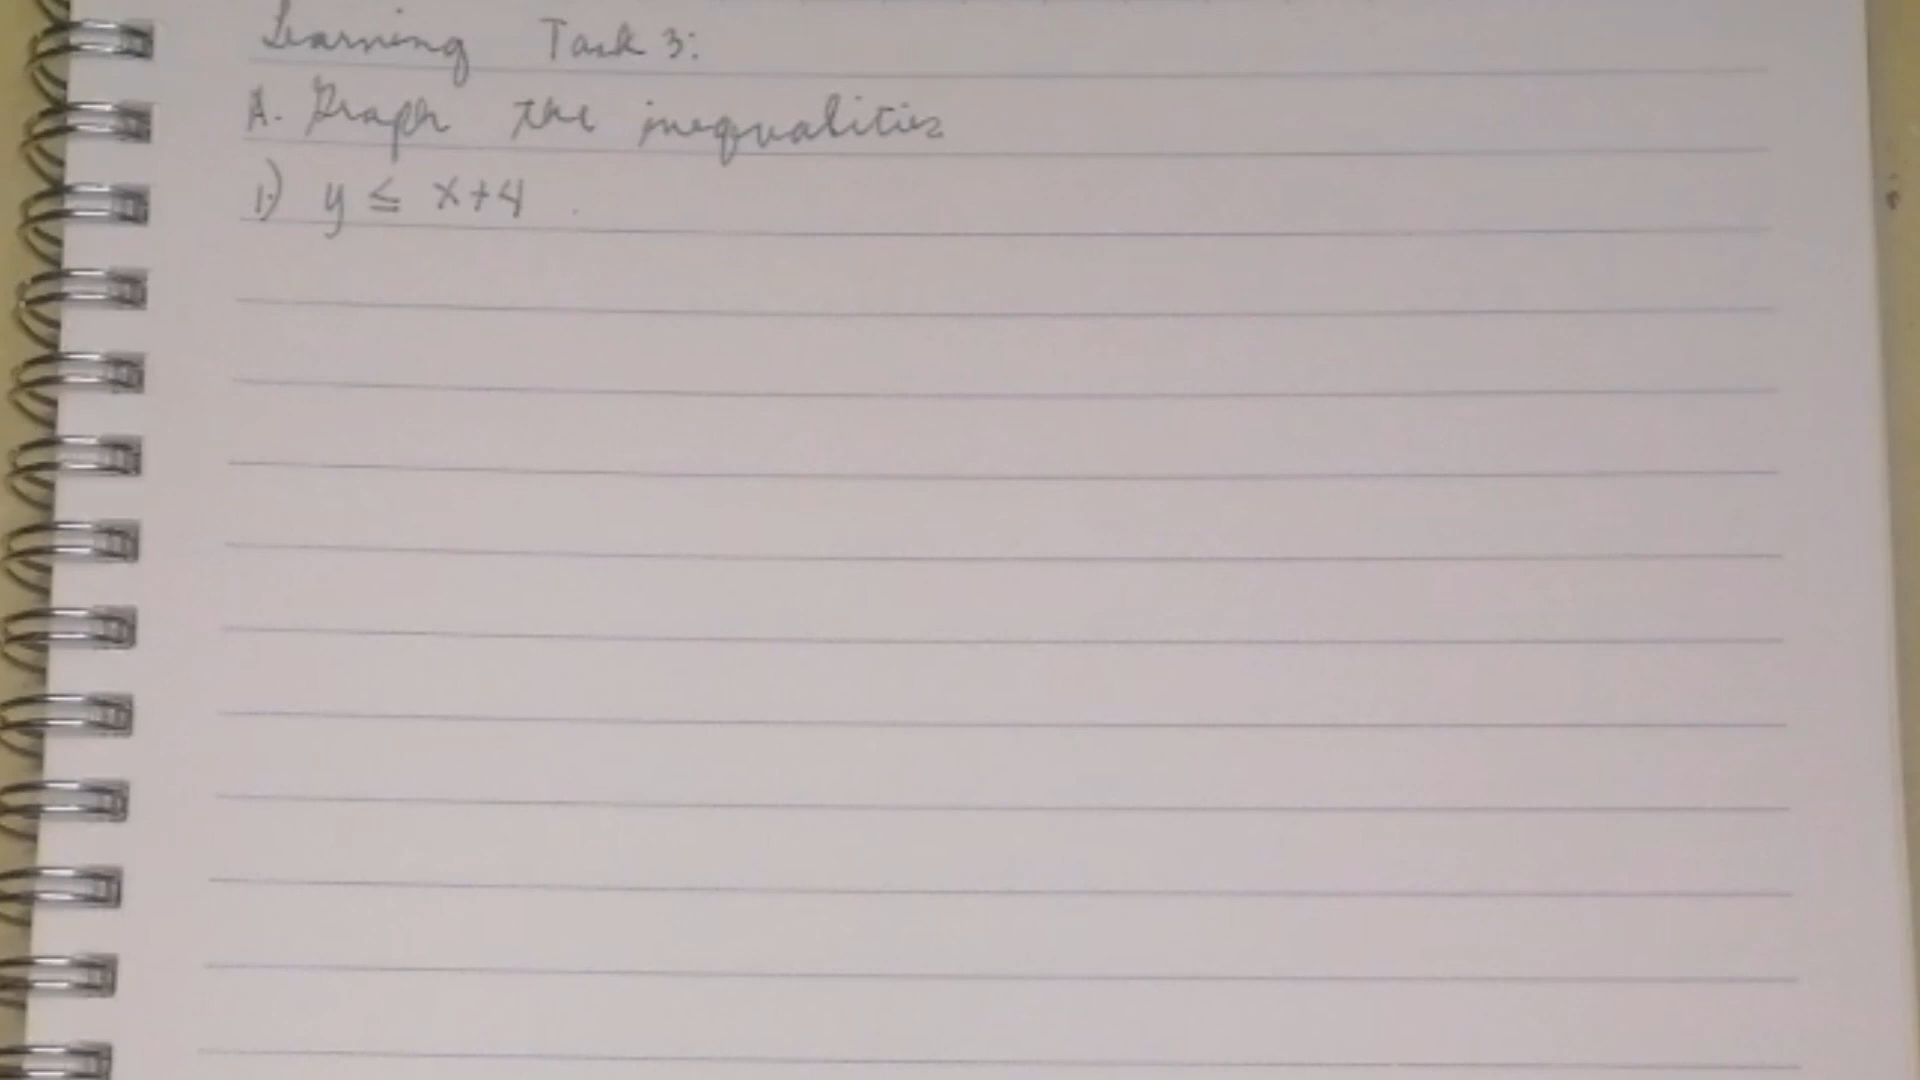 Learning Task 3:
A. Graph the inequalities
1.) y ≤ x+4